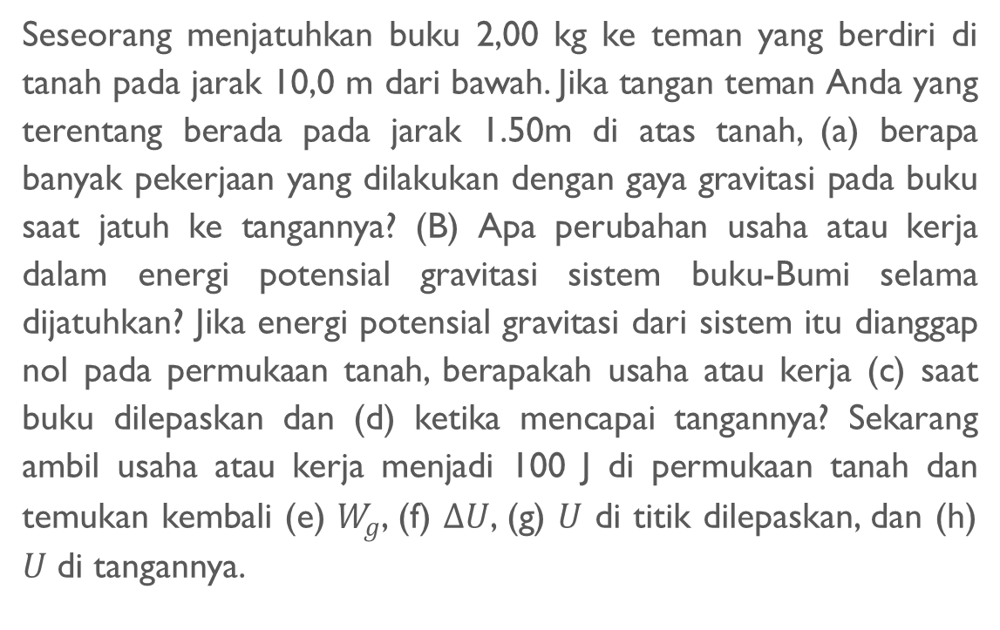 Seseorang menjatuhkan buku 2,00 kg ke teman yang berdiri di
tanah pada jarak 10,0 m dari bawah. Jika tangan teman Anda yang
terentang berada pada jarak 1.50m di atas tanah, (a) berapa
banyak pekerjaan yang dilakukan dengan gaya gravitasi pada buku
saat jatuh ke tangannya? (B) Apa perubahan usaha atau kerja
dalam energi potensial gravitasi sistem buku-Bumi selama
dijatuhkan? Jika energi potensial gravitasi dari sistem itu dianggap
nol pada permukaan tanah, berapakah usaha atau kerja (c) saat
buku dilepaskan dan (d) ketika mencapai tangannya? Sekarang
ambil usaha atau kerja menjadi 100 J di permukaan tanah dan
temukan kembali (e) W_g, (f) ΔU, (g) U di titik dilepaskan, dan (h)
U di tangannya.